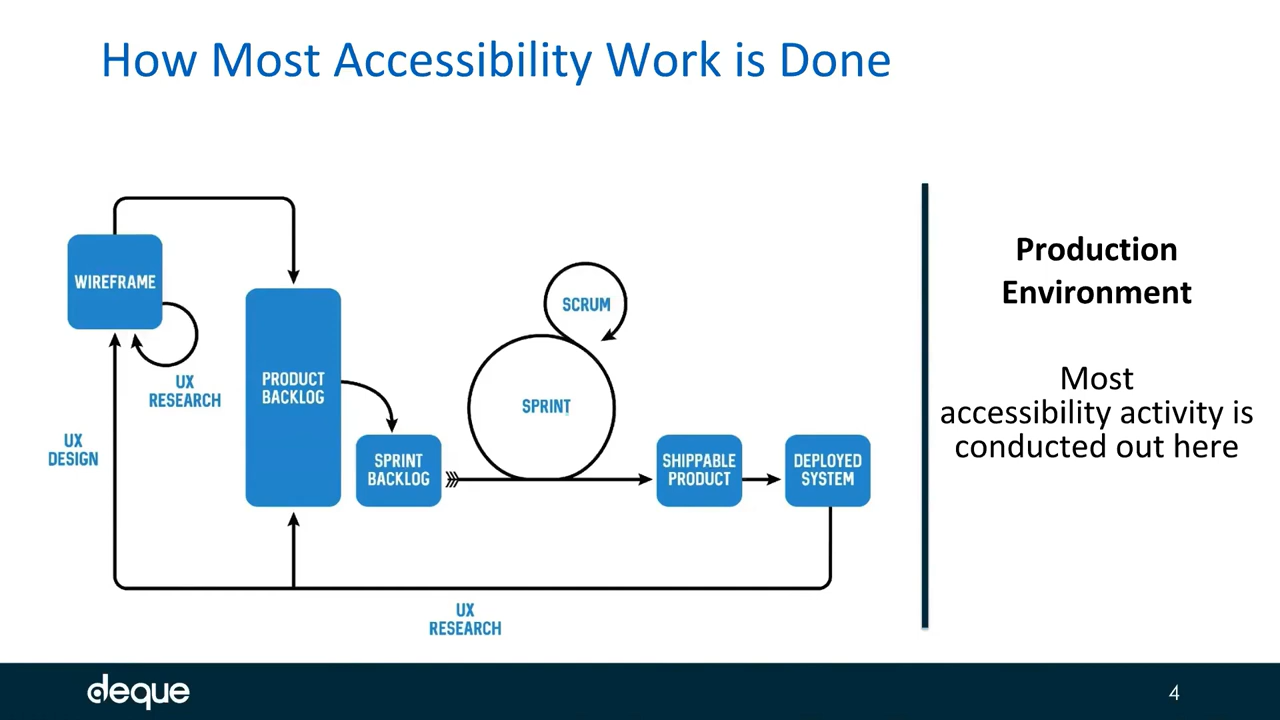 How Most Accessibility Work is Done
WIREFRAME
UX
RESEARCH
UX
DESIGN
PRODUCT
BACKLOG
SPRINT
BACKLOG
SCRUM
SPRINT
SHIPPABLE
PRODUCT
DEPLOYED
SYSTEM
UX
RESEARCH
Production
Environment
Most
accessibility activity is
conducted out here
deque
4